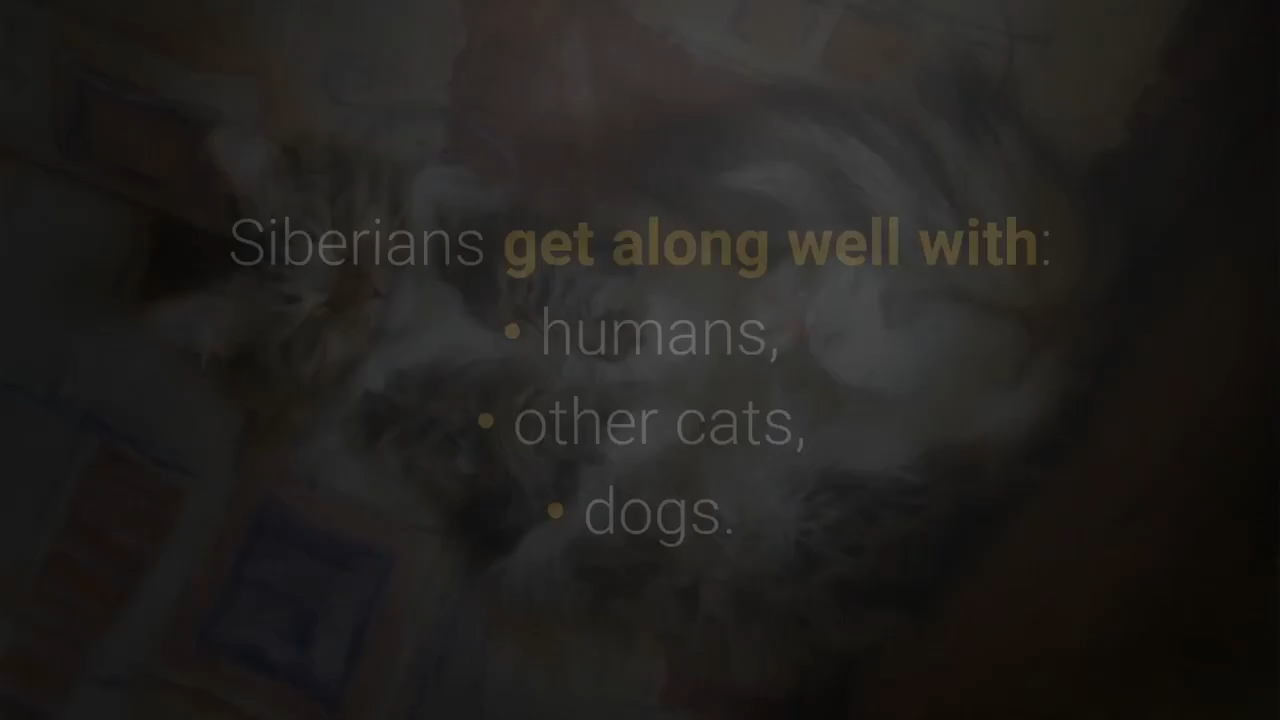 Siberians get along well with:
• humans,
• other cats,
• dogs.